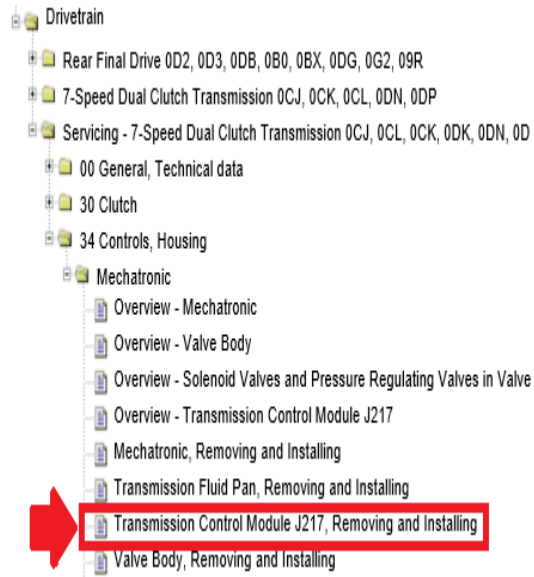 Drivetrain
Rear Final Drive 0D2, 0D3, 0DB, 0B0, 0BX, 0DG, 0G2, 09R
7-Speed Dual Clutch Transmission 0CJ, 0CK, 0CL, 0DN, 0DP
Servicing - 7-Speed Dual Clutch Transmission 0CJ, 0CL, 0CK, 0DK, 0DN, 0D
00 General, Technical data
30 Clutch
34 Controls, Housing
Mechatronic
Overview - Mechatronic
Overview - Valve Body
Overview - Solenoid Valves and Pressure Regulating Valves in Valve
Overview - Transmission Control Module J217
Mechatronic, Removing and Installing
Transmission Fluid Pan, Removing and Installing
Transmission Control Module J217, Removing and Installing
Valve Body, Removing and Installing